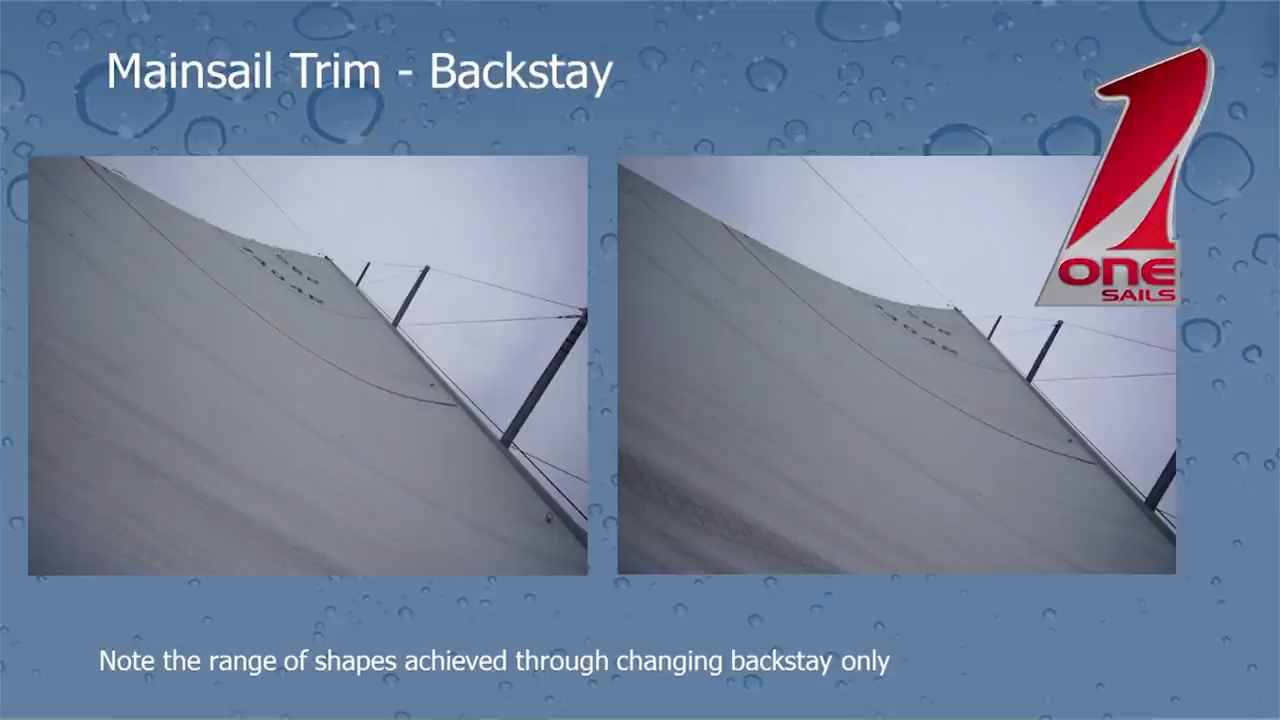 Mainsail Trim - Backstay
ONE
SAILS
Note the range of shapes achieved through changing backstay only